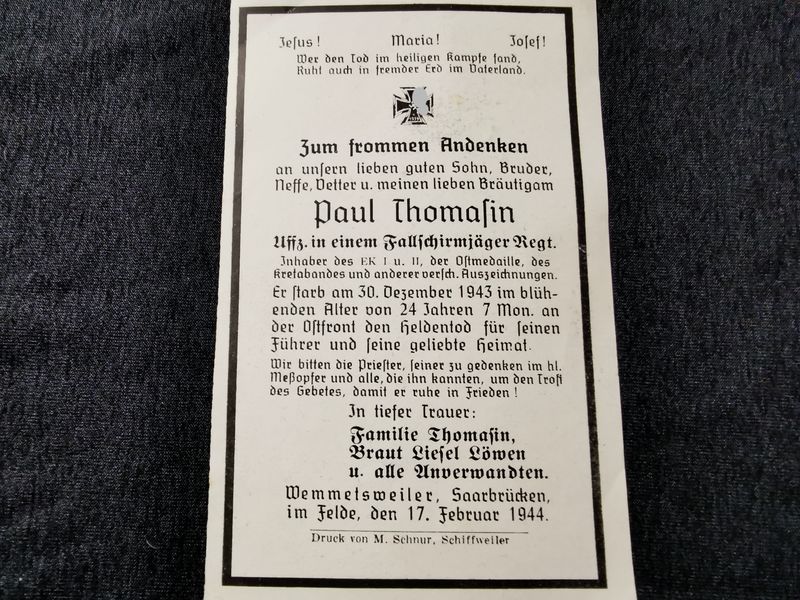 Jesus! Maria! Josef!
Wer den Tod im heiligen Kampfe fand,
Ruht auch in fremder Erd im Vaterland.
Zum frommen Andenken
an unsern lieben guten Sohn, Bruder,
Neffe, Vetter u. meinen lieben Bräutigam
Paul Thomasin
Uffz. in einem Fallschirmjäger Regt.
Inhaber des EK I u. II, der Ostmedaille, des
Kretabandes und anderer versch. Auszeichnungen.
Er starb am 30. Dezember 1943 im blüh-
enden Alter von 24 Jahren 7 Mon. an
der Ostfront den Heldentod für seinen
Führer und seine geliebte Heimat.
Wir bitten die Priester, seiner zu gedenken im hl.
Meßopfer und alle, die ihn kannten, um den Trost
des Gebetes, damit er ruhe in Frieden!
In tiefer Trauer:
Familie Thomasin,
Braut Liesel Löwen
u. alle Anverwandten.
Wemmetsweiler, Saarbrücken,
im Felde, den 17. Februar 1944.
Druck von M. Schnur, Schiffweiler